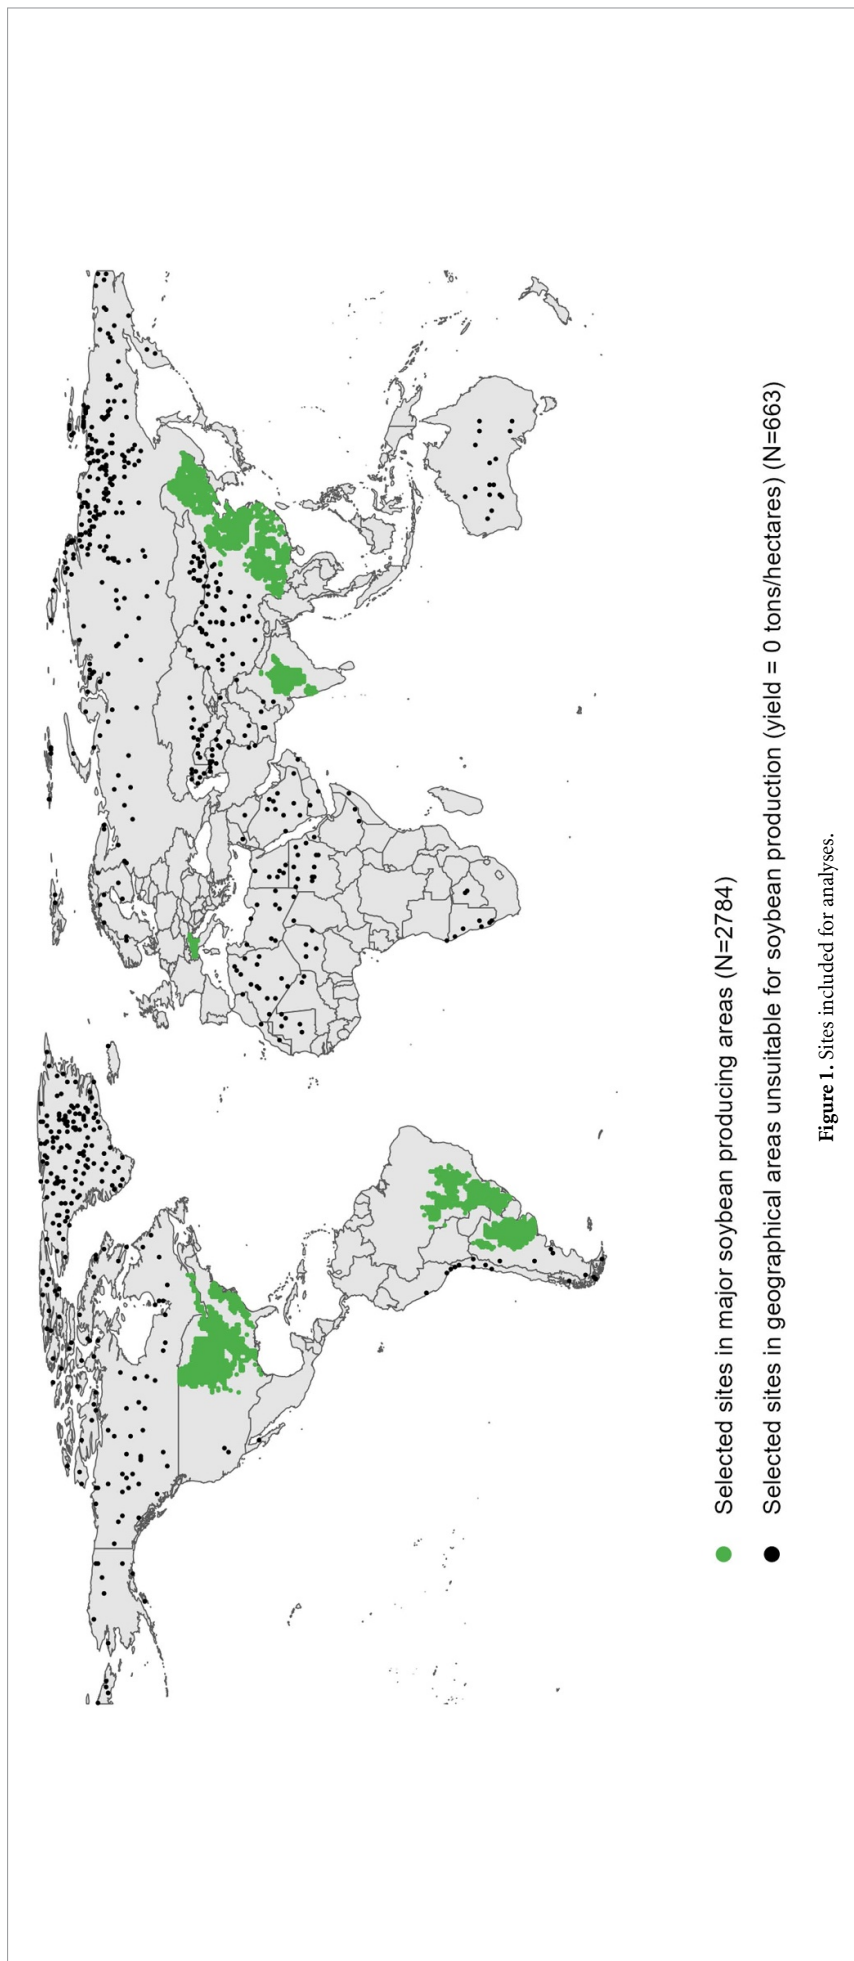 Selected sites in major soybean producing areas (N=2784)
Selected sites in geographical areas unsuitable for soybean production (yield = 0 tons/hectares) (N=663)
Figure 1. Sites included for analyses.